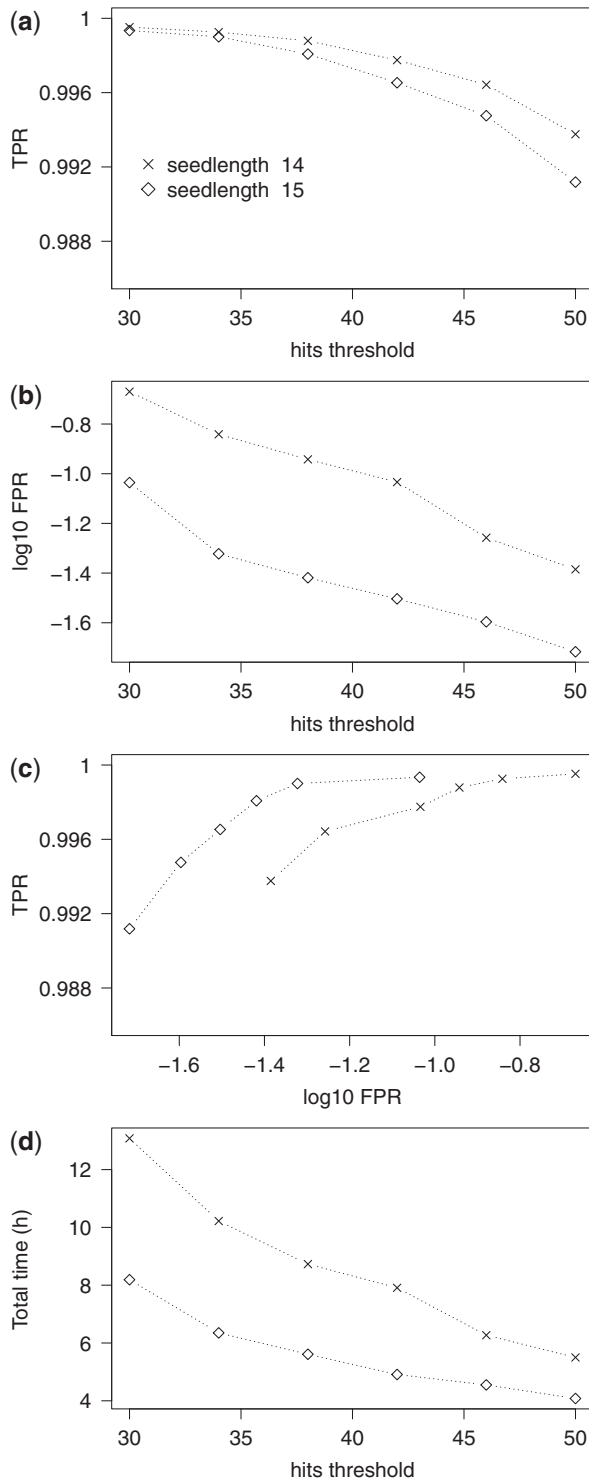 (a)
1
0.996
0.992
0.988
TPR
seedlength 14
seedlength 15
30 35 40 45 50
hits threshold
(b)
−0.8
−1.0
−1.2
−1.4
−1.6
log10 FPR
30 35 40 45 50
hits threshold
(c)
1
0.996
0.992
0.988
TPR
−1.6 −1.4 −1.2 −1.0 −0.8
log10 FPR
(d)
12
10
8
6
4
Total time (h)
30 35 40 45 50
hits threshold